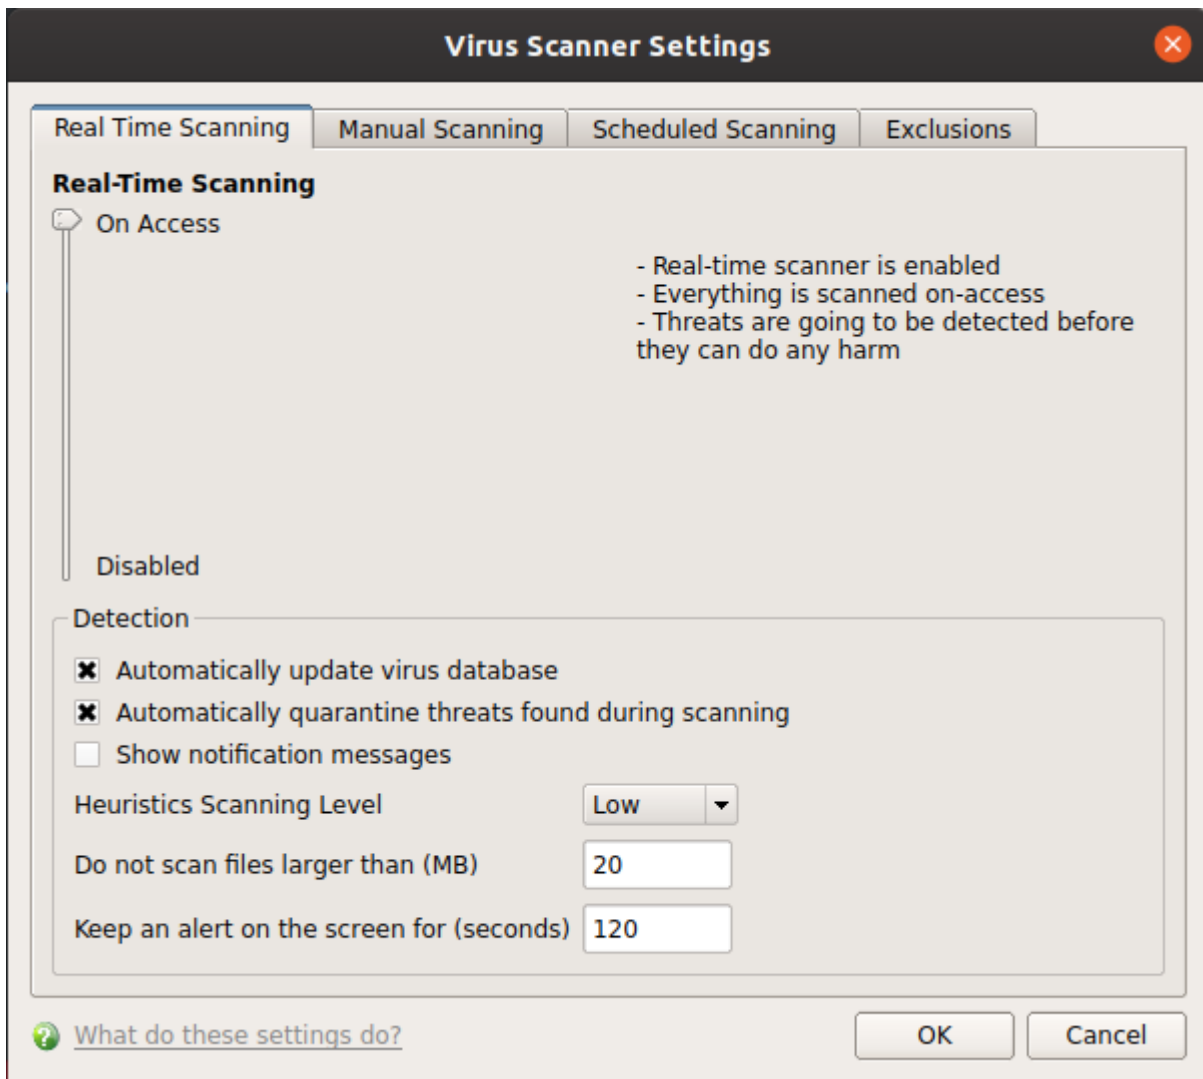 Virus Scanner Settings
Real Time Scanning
Manual Scanning
Scheduled Scanning
Exclusions
Real-Time Scanning
On Access
- Real-time scanner is enabled
- Everything is scanned on-access
- Threats are going to be detected before
they can do any harm
Disabled
Detection
Automatically update virus database
Automatically quarantine threats found during scanning
Show notification messages
Heuristics Scanning Level
Low
Do not scan files larger than (MB)
20
Keep an alert on the screen for (seconds)
120
What do these settings do?
OK
Cancel